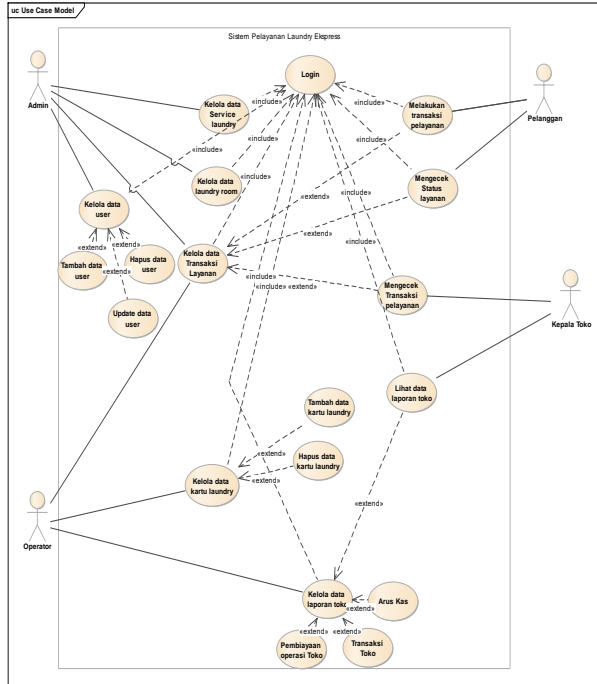 uc Use Case Model
Sistem Pelayanan Laundry Ekspress
Admin
Login
Pelanggan
Kelola data
Service
laundry
Melakukan
transaksi
pelayanan
«include»
«include»
«include»
«include»
Kelola data
laundry room
«include»
Mengecek
Status
layanan
«include»
Kelola data
user
«extend»
«include»
«extend»
«extend»
«extend»
«extend»
Tambah data
user
Hapus data
user
Kelola data
Transaksi
Layanan
«include»
«include»
«extend»
Mengecek
Transaksi
pelayanan
Update data
user
Kepala Toko
Tambah data
kartu laundry
Lihat data
laporan toko
«extend»
Hapus data
kartu laundry
Kelola data
kartu laundry
«extend»
«extend»
Operator
Kelola data
laporan toko
Arus Kas
«extend»
«extend»
«extend»
Pembiayaan
operasi Toko
Transaksi
Toko